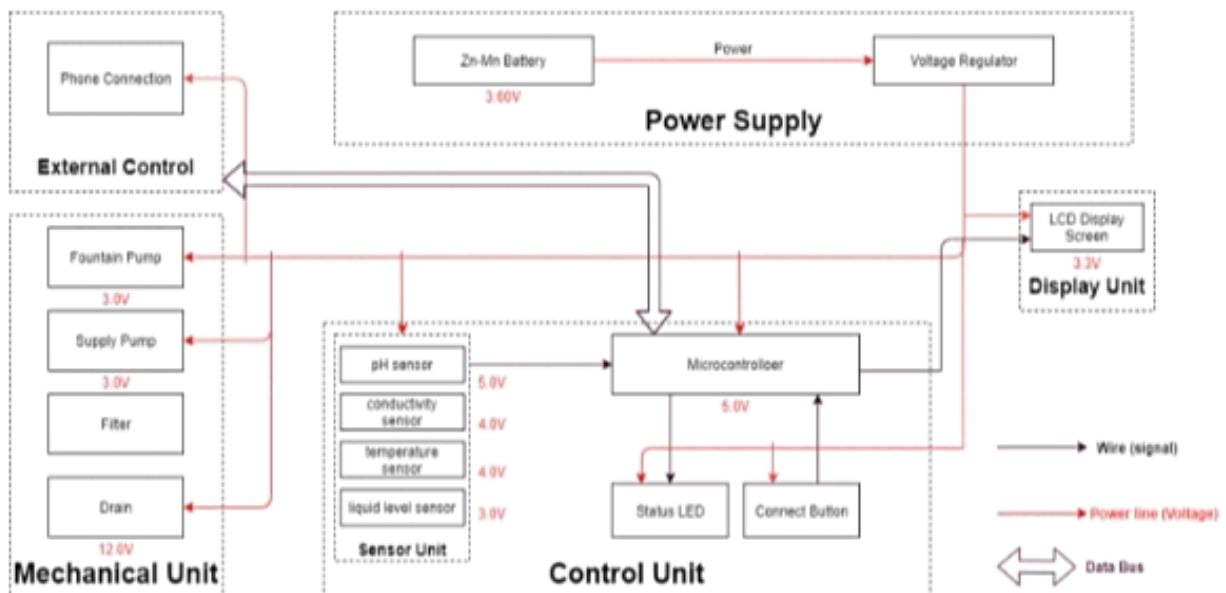 Phone Connection
External Control
Zn-Mn Battery
3.60V
Power
Voltage Regulator
Power Supply
Fountain Pump
3.0V
Supply Pump
3.0V
Filter
Drain
12.0V
Mechanical Unit
LCD Display
Screen
3.3V
Display Unit
pH sensor
5.0V
conductivity
sensor
4.0V
temperature
sensor
4.0V
liquid level sensor
3.0V
Sensor Unit
Microcontrolloer
5.0V
Status LED
Connect Button
Control Unit
Wire (signal)
Power line (Voltage)
Data Bus